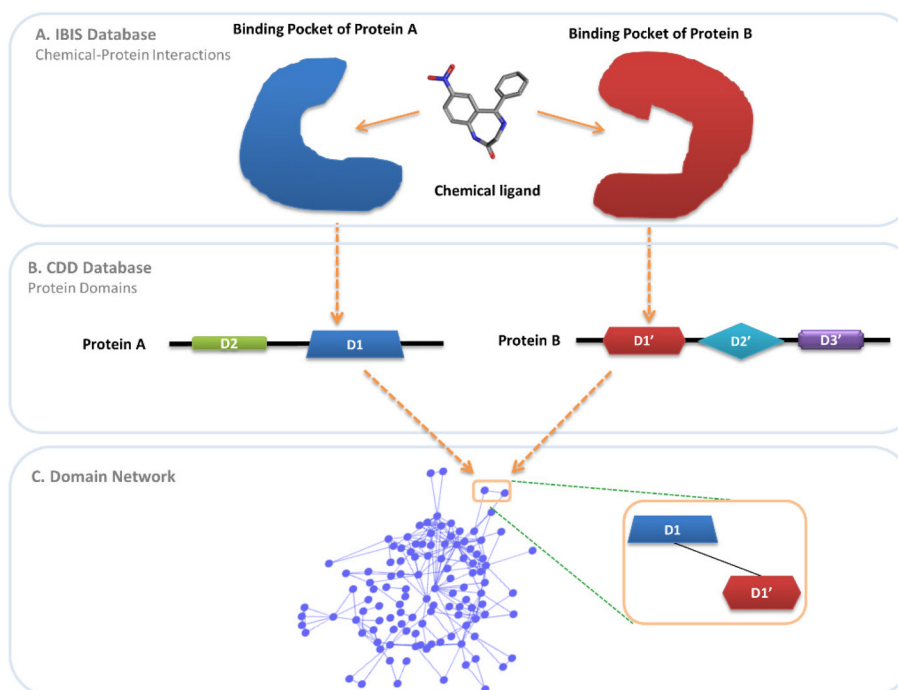 A. IBIS Database
Chemical-Protein Interactions
Binding Pocket of Protein A
Binding Pocket of Protein B
Chemical ligand
B. CDD Database
Protein Domains
Protein A
D2
D1
Protein B
D1'
D2'
D3'
C. Domain Network
D1
D1'